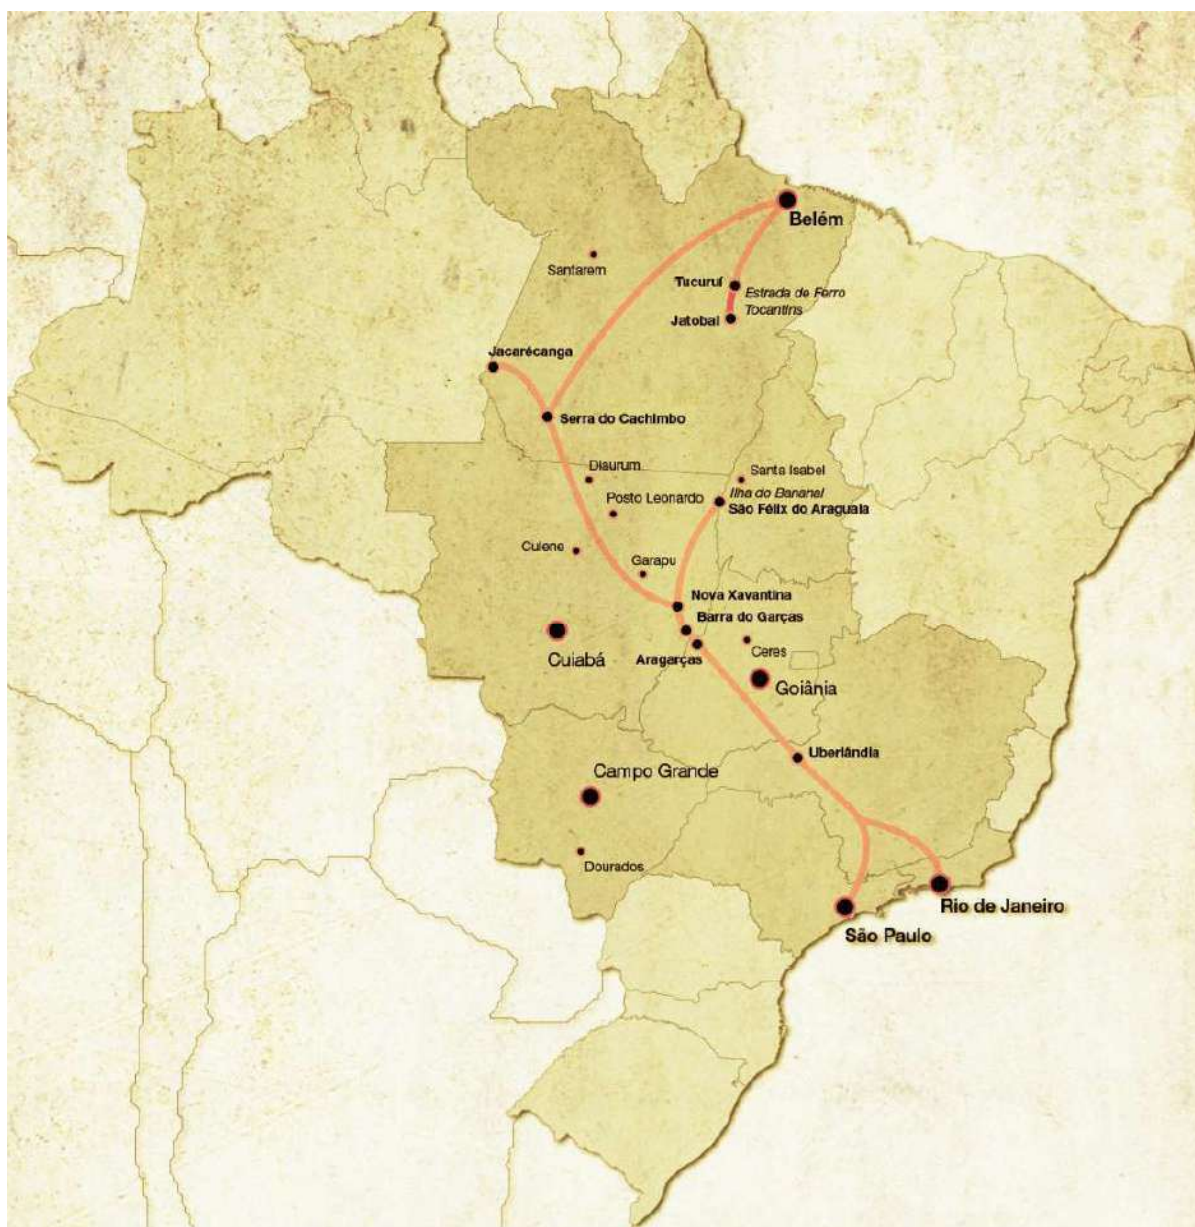 Belém
Santarem
Tucuruí
Estrada de Ferro
Tocantins
Jatobal
Jacarécanga
Serra do Cachimbo
Diaurum
Santa Isabel
Posto Leonardo
Ilha do Bananel
São Félix do Araguaia
Culene
Garapu
Nova Xavantina
Barra do Garças
Cuiabá
Aragarças
Ceres
Goiânia
Uberlândia
Campo Grande
Dourados
Rio de Janeiro
São Paulo